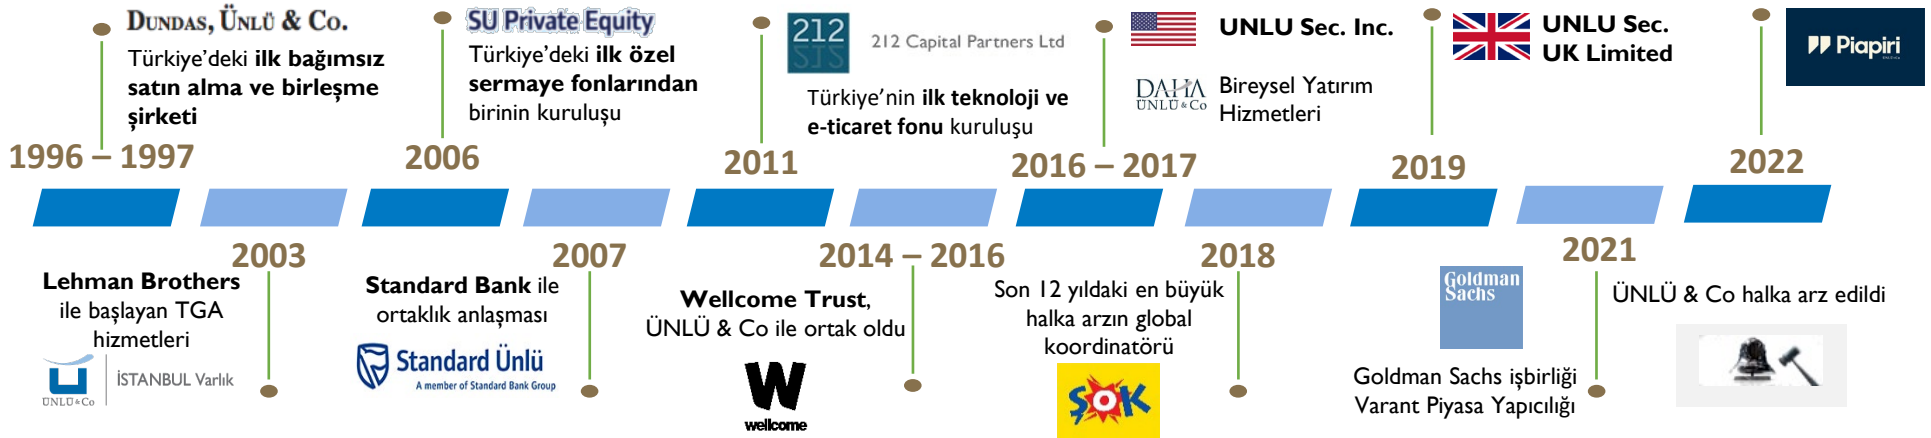 DUNDAS, ÜNLÜ & CO.
Türkiye'deki ilk bağımsız
satın alma ve birleşme
şirketi
1996 – 1997
SU Private Equity
Türkiye'deki ilk özel
sermaye fonlarından
birinin kuruluşu
2006
212
212 Capital Partners Ltd
Türkiye'nin ilk teknoloji ve
e-ticaret fonu kuruluşu
2011
UNLU Sec. Inc.
DAHA
ÜNLÜ & Co
Bireysel Yatırım
Hizmetleri
2016 – 2017
UNLU Sec.
UK Limited
2019
Piapiri
2022
2003
Lehman Brothers
ile başlayan TGA
hizmetleri
ÜNLÜ & Co
İSTANBUL Varlık
2007
Standard Bank ile
ortaklık anlaşması
Standard Ünlü
A member of Standard Bank Group
2014 – 2016
Wellcome Trust,
ÜNLÜ & Co ile ortak oldu
W
wellcome
2018
Son 12 yıldaki en büyük
halka arzın global
koordinatörü
ŞOK
2021
Goldman
Sachs
Goldman Sachs işbirliği
Varant Piyasa Yapıcılığı
ÜNLÜ & Co halka arz edildi